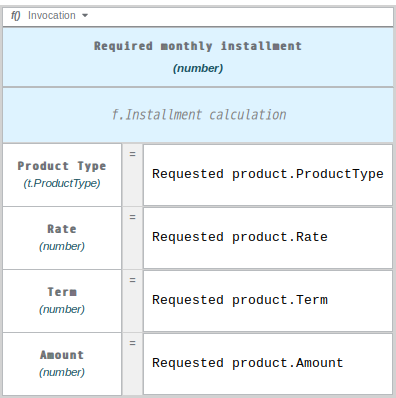 f() Invocation
Required monthly installment
(number)
f.Installment calculation
Product Type
(t.ProductType)
=
Requested product.ProductType
Rate
(number)
=
Requested product.Rate
Term
(number)
=
Requested product.Term
Amount
(number)
=
Requested product.Amount